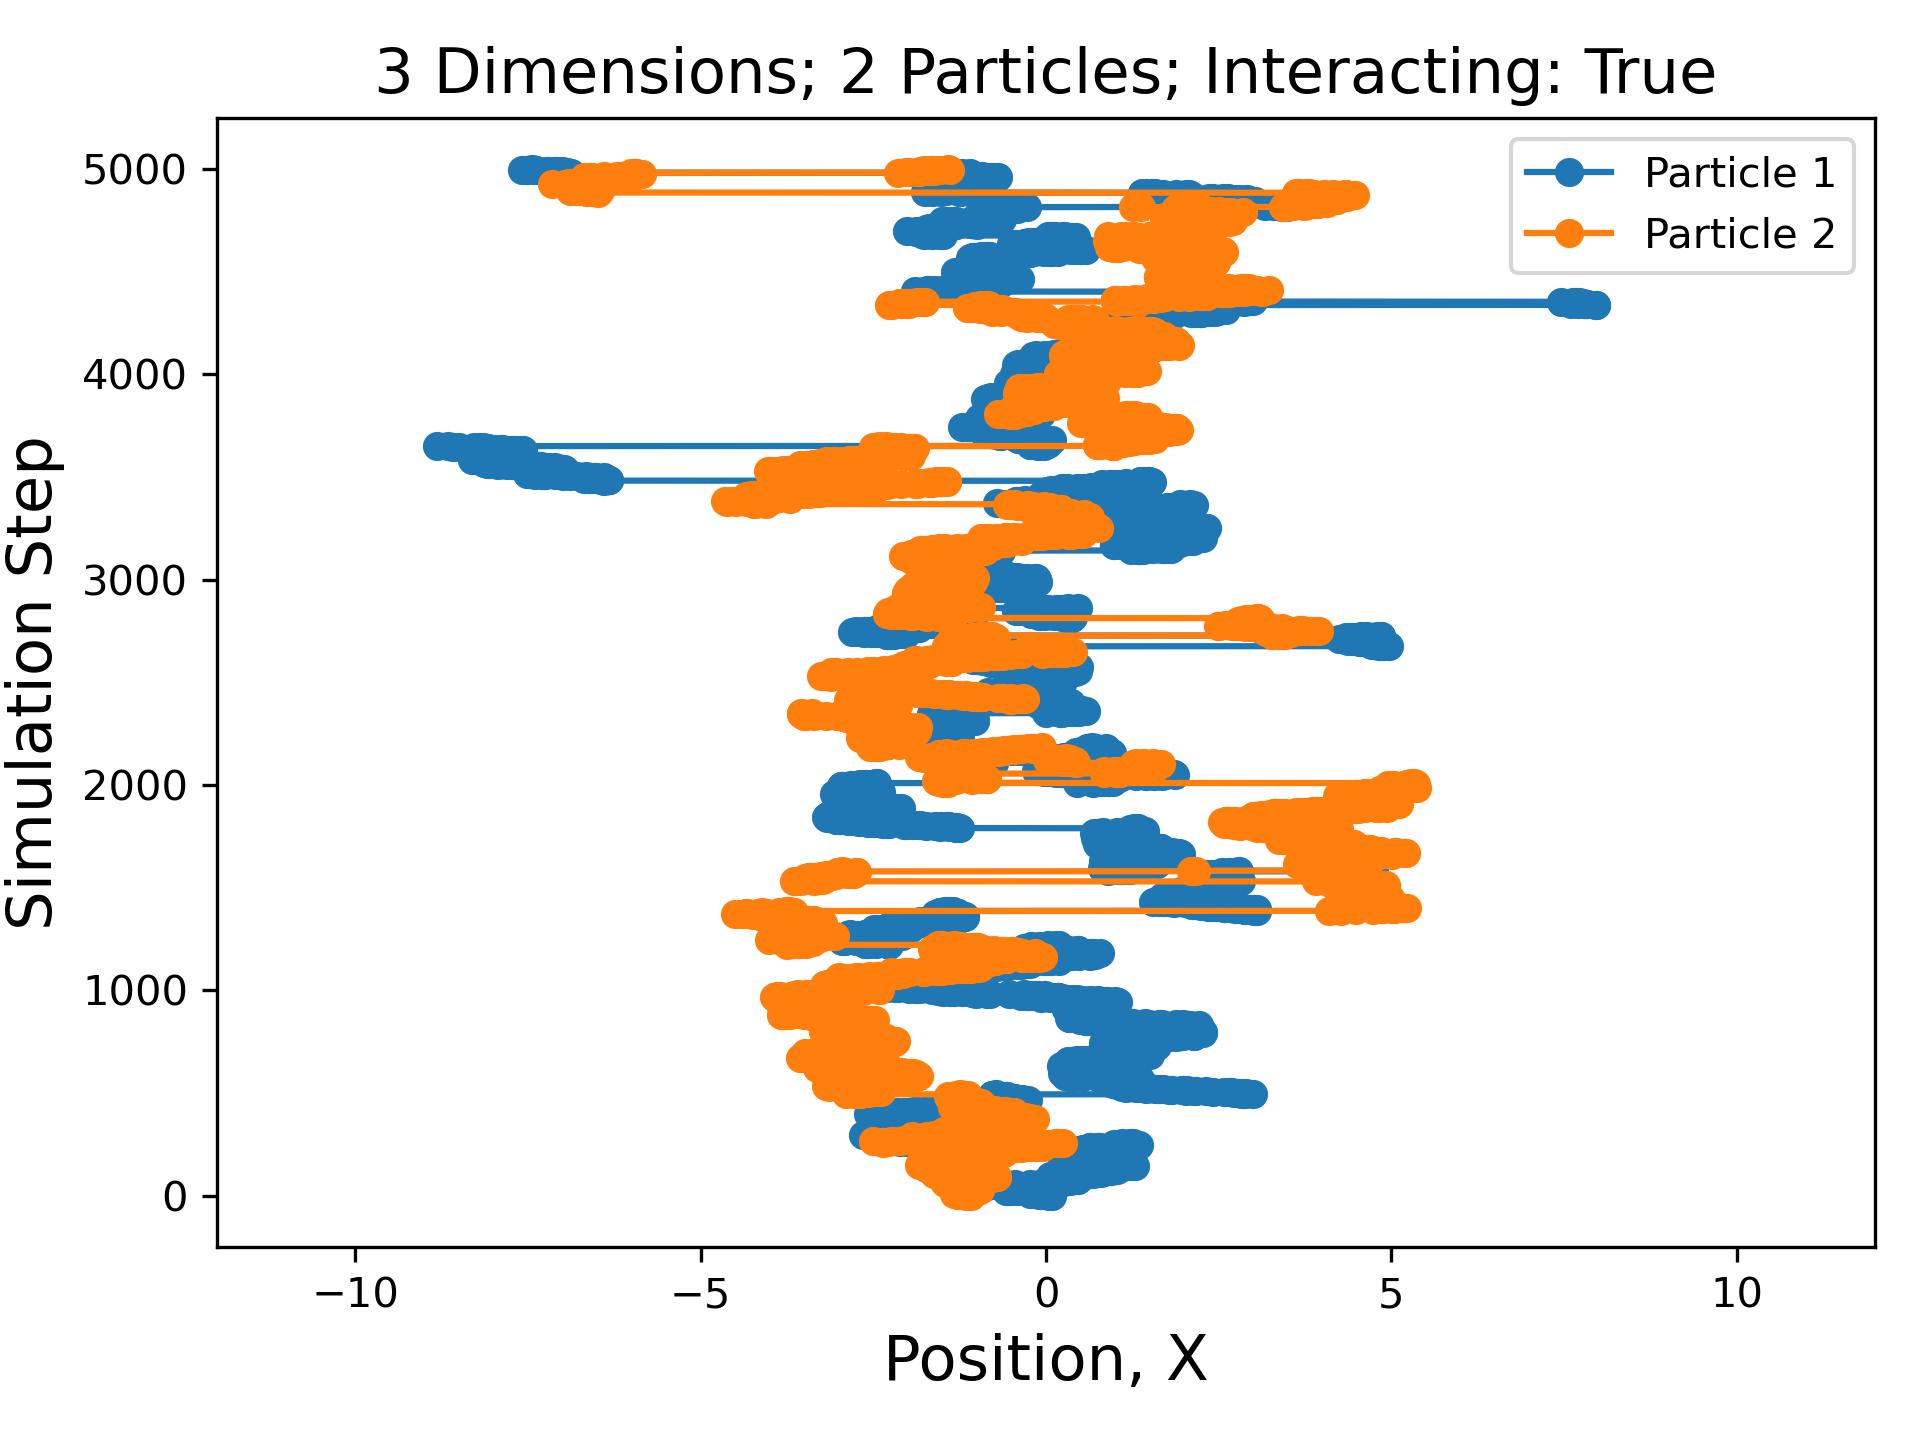 3 Dimensions; 2 Particles; Interacting: True
Particle 1
Particle 2
Simulation Step
5000
4000
3000
2000
1000
0
−10
−5
0
5
10
Position, X